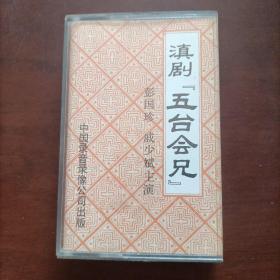 滇剧『五台会兄』
彭国珍 戚少斌主演
中国录音录像公司出版